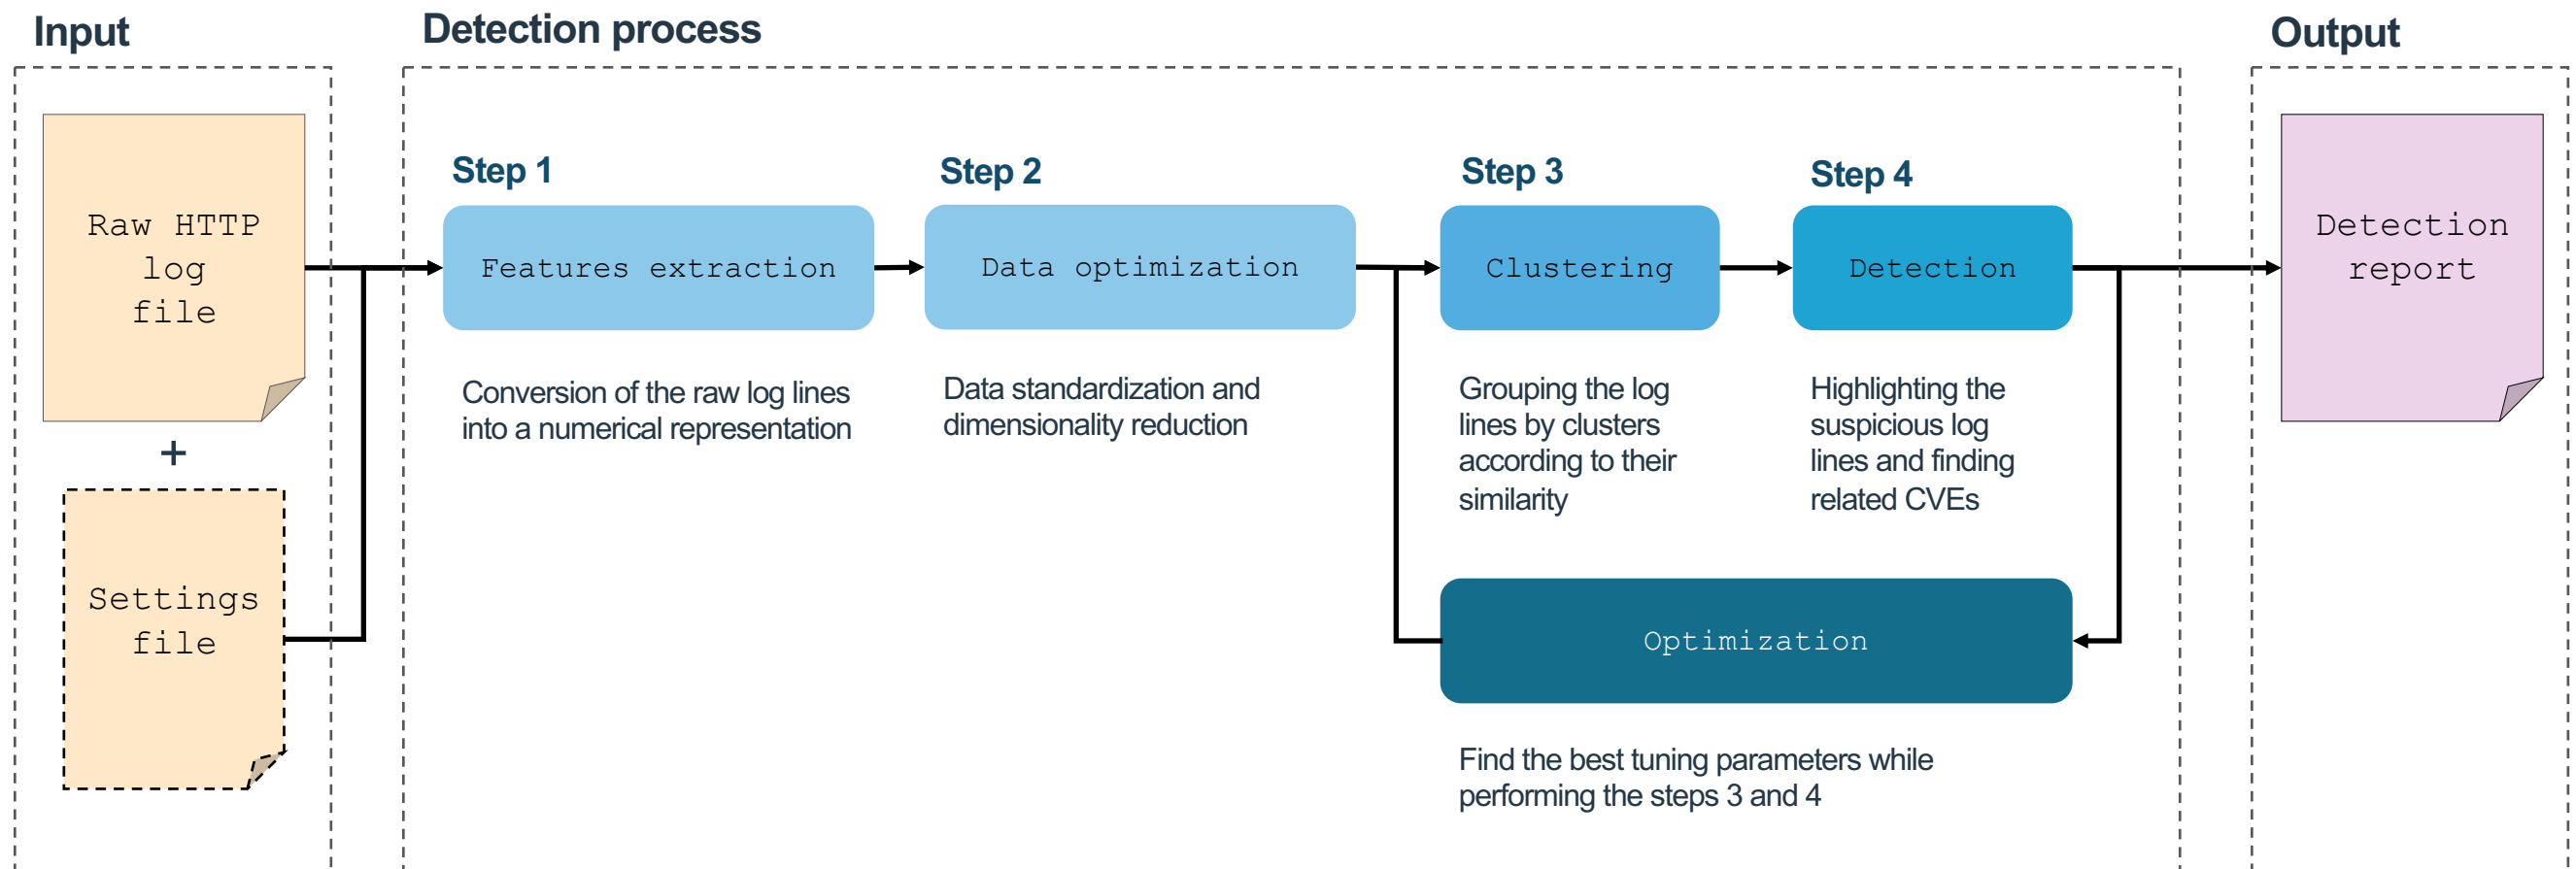 Input
Raw HTTP
log
file
+
Settings
file
Detection process
Step 1
Features extraction
Conversion of the raw log lines
into a numerical representation
Step 2
Data optimization
Data standardization and
dimensionality reduction
Step 3
Clustering
Grouping the log
lines by clusters
according to their
similarity
Step 4
Detection
Highlighting the
suspicious log
lines and finding
related CVEs
Optimization
Find the best tuning parameters while
performing the steps 3 and 4
Output
Detection
report